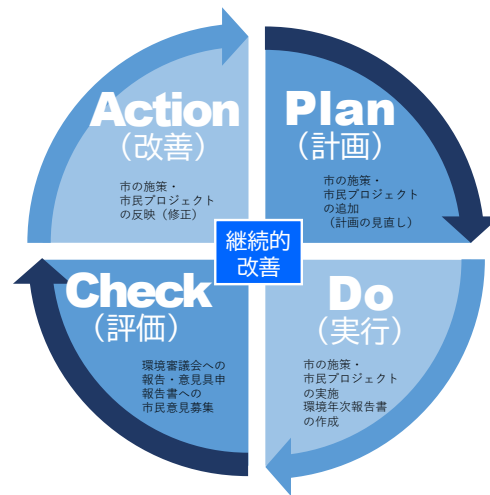 Action
（改善）
市の施策・
市民プロジェクト
の反映（修正）
Plan
（計画）
市の施策・
市民プロジェクト
の追加
（計画の見直し）
継続的
改善
Check
（評価）
環境審議会への
報告・意見具申
報告書への
市民意見募集
Do
（実行）
市の施策・
市民プロジェクト
の実施
環境年次報告書
の作成